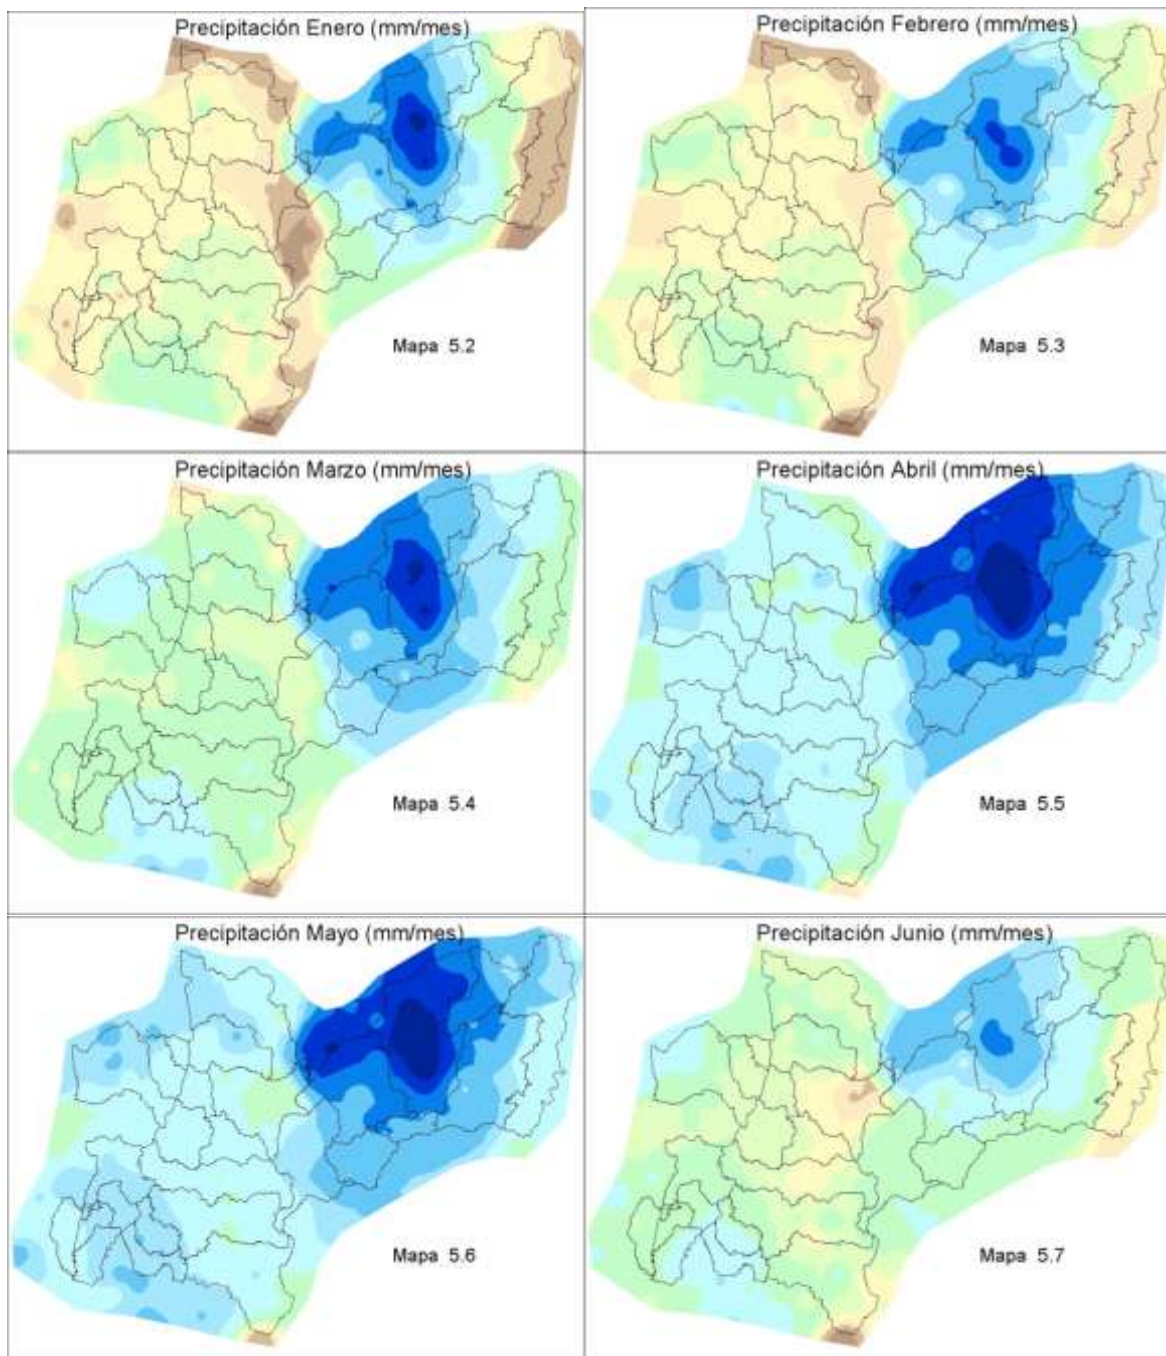 Precipitación Enero (mm/mes)
Precipitación Febrero (mm/mes)
Mapa 5.2
Mapa 5.3
Precipitación Marzo (mm/mes)
Precipitación Abril (mm/mes)
Mapa 5.4
Mapa 5.5
Precipitación Mayo (mm/mes)
Precipitación Junio (mm/mes)
Mapa 5.6
Mapa 5.7